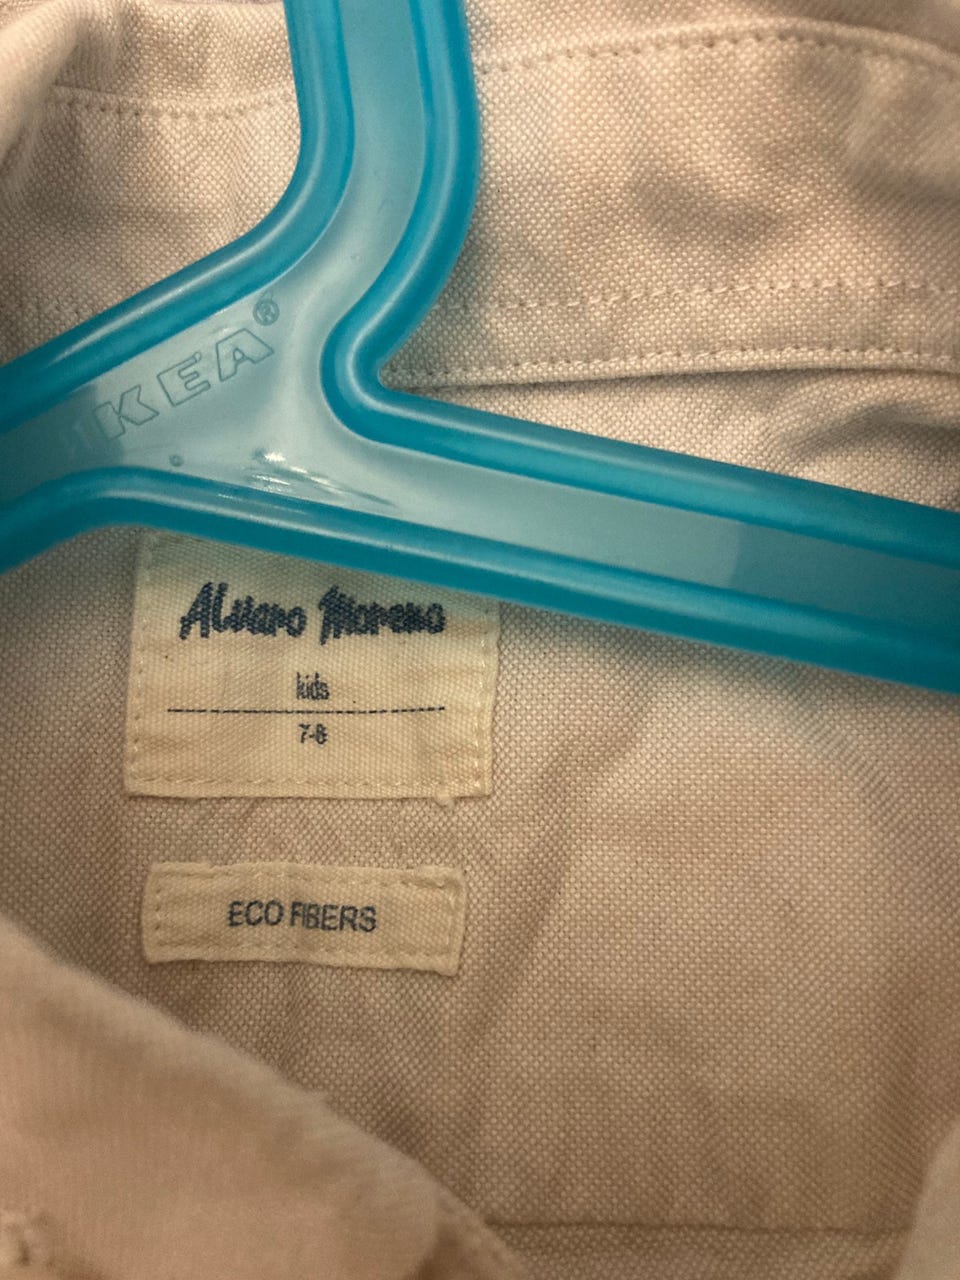 IKEA®
Alvaro Moreno
kids
7-8
ECO FIBERS